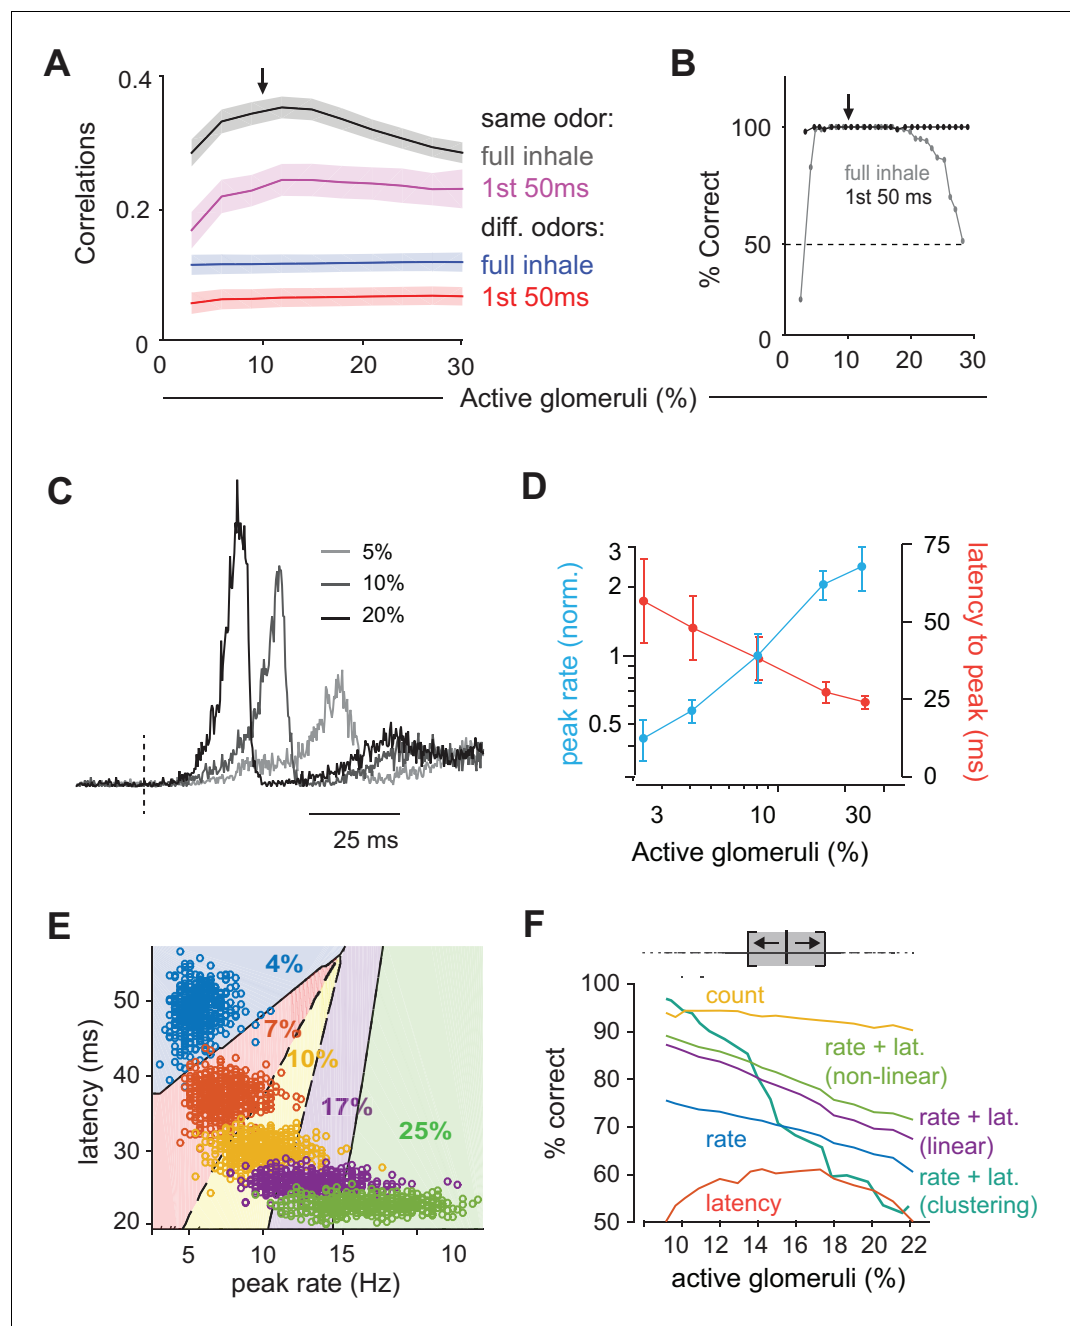 A
0.4
0.2
0
Correlations
0
10
20
30
same odor:
full inhale
1st 50ms
diff. odors:
full inhale
1st 50ms
B
100
50
0
% Correct
full inhale
1st 50 ms
0
10
20
30
Active glomeruli (%)
C
5%
10%
20%
25 ms
D
3
2
1
0.5
peak rate (norm.)
75
50
25
0
latency to peak (ms)
3
10
30
Active glomeruli (%)
E
50
40
30
20
latency (ms)
4%
7%
10%
17%
25%
5
10
15
10
peak rate (Hz)
F
100
90
80
70
60
50
% correct
count
rate + lat.
(non-linear)
rate
rate + lat.
(linear)
latency
rate + lat.
(clustering)
10
12
14
16
18
20
22
active glomeruli (%)